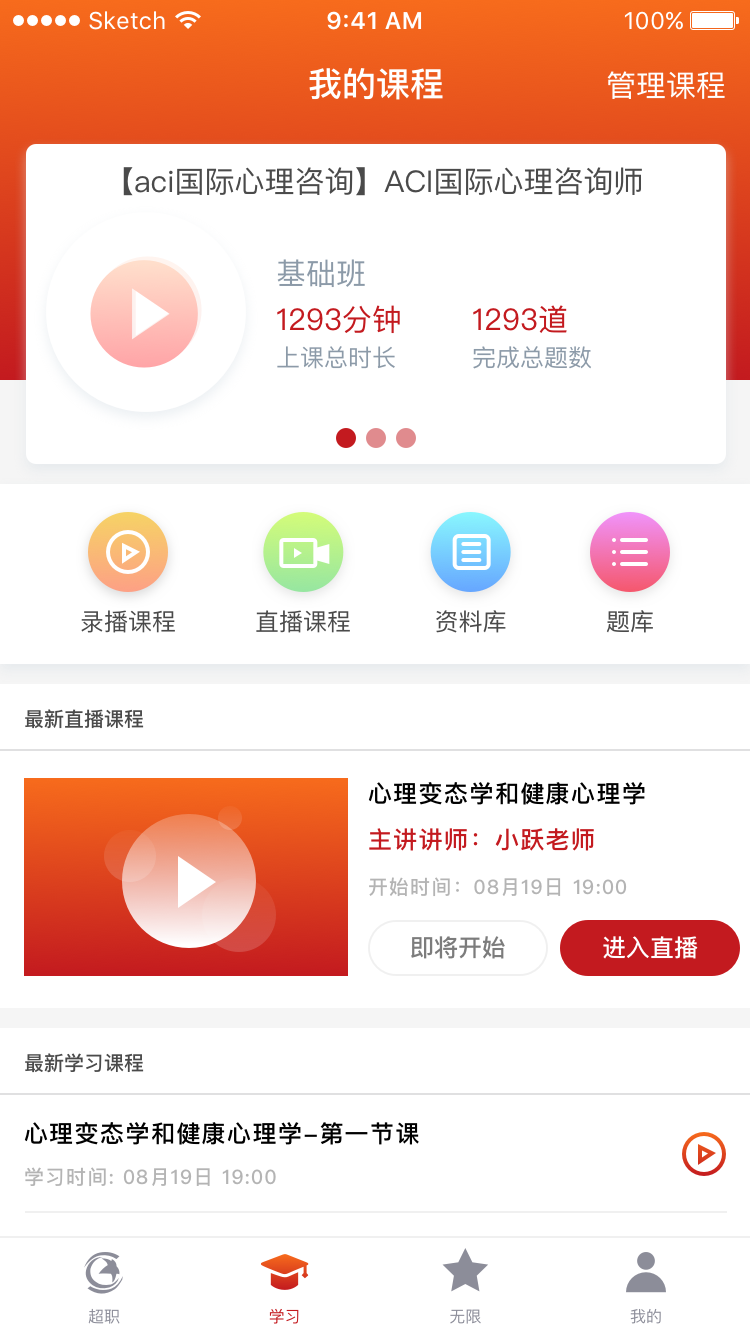 Sketch 9:41 AM 100%
我的课程 管理课程
【aci国际心理咨询】ACI国际心理咨询师
基础班
1293分钟 1293道
上课总时长 完成总题数
录播课程 直播课程 资料库 题库
最新直播课程
心理变态学和健康心理学
主讲讲师：小跃老师
开始时间：08月19日 19:00
即将开始 进入直播
最新学习课程
心理变态学和健康心理学–第一节课
学习时间: 08月19日 19:00
超职 学习 无限 我的